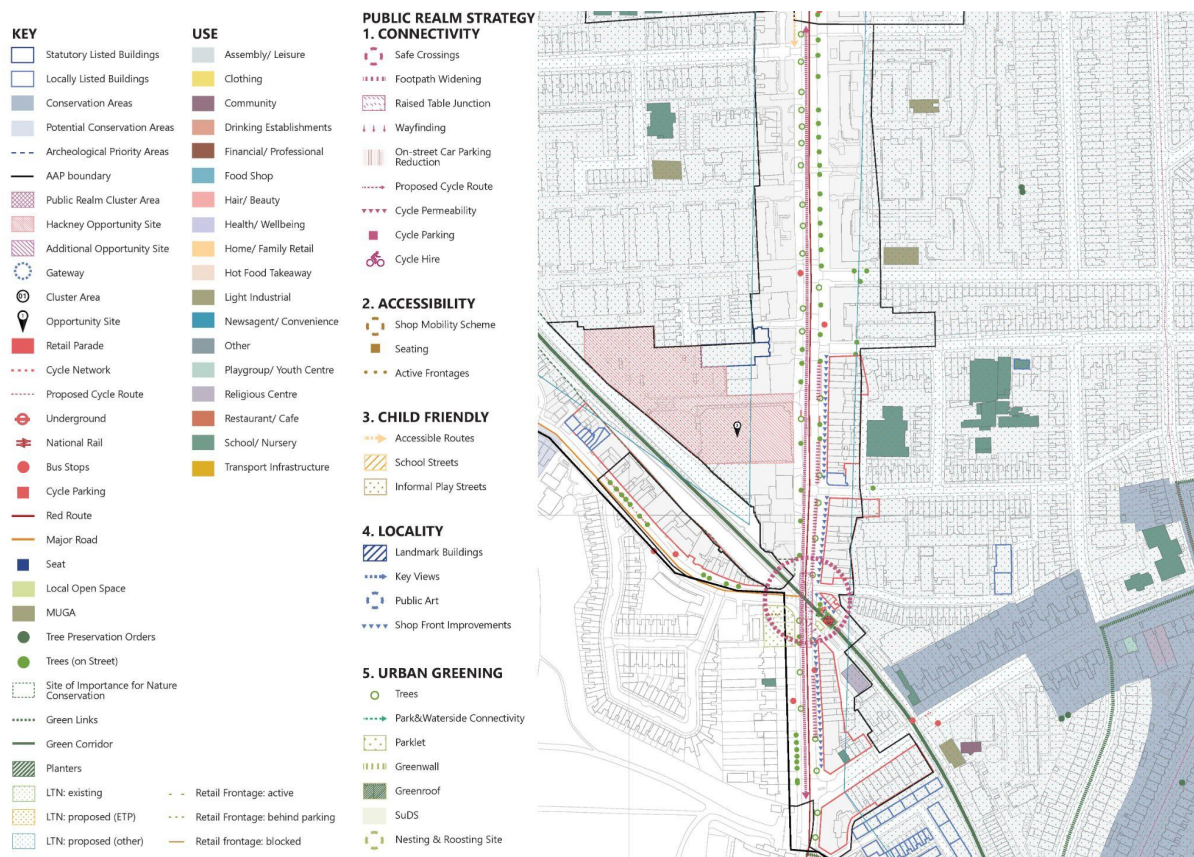 KEY
Statutory Listed Buildings
Locally Listed Buildings
Conservation Areas
Potential Conservation Areas
Archeological Priority Areas
AAP boundary
Public Realm Cluster Area
Hackney Opportunity Site
Additional Opportunity Site
Gateway
01
Cluster Area
1
Opportunity Site
Retail Parade
Cycle Network
Proposed Cycle Route
Underground
National Rail
Bus Stops
Cycle Parking
Red Route
Major Road
Seat
Local Open Space
MUGA
Tree Preservation Orders
Trees (on Street)
Site of Importance for Nature
Conservation
Green Links
Green Corridor
Planters
LTN: existing
LTN: proposed (ETP)
LTN: proposed (other)
Retail Frontage: active
Retail Frontage: behind parking
Retail frontage: blocked
USE
Assembly/ Leisure
Clothing
Community
Drinking Establishments
Financial/ Professional
Food Shop
Hair/ Beauty
Health/ Wellbeing
Home/ Family Retail
Hot Food Takeaway
Light Industrial
Newsagent/ Convenience
Other
Playgroup/ Youth Centre
Religious Centre
Restaurant/ Cafe
School/ Nursery
Transport Infrastructure
PUBLIC REALM STRATEGY
1. CONNECTIVITY
Safe Crossings
Footpath Widening
Raised Table Junction
Wayfinding
On-street Car Parking
Reduction
Proposed Cycle Route
Cycle Permeability
Cycle Parking
Cycle Hire
2. ACCESSIBILITY
Shop Mobility Scheme
Seating
Active Frontages
3. CHILD FRIENDLY
Accessible Routes
School Streets
Informal Play Streets
4. LOCALITY
Landmark Buildings
Key Views
Public Art
Shop Front Improvements
5. URBAN GREENING
Trees
Park&Waterside Connectivity
Parklet
Greenwall
Greenroof
SuDS
Nesting & Roosting Site